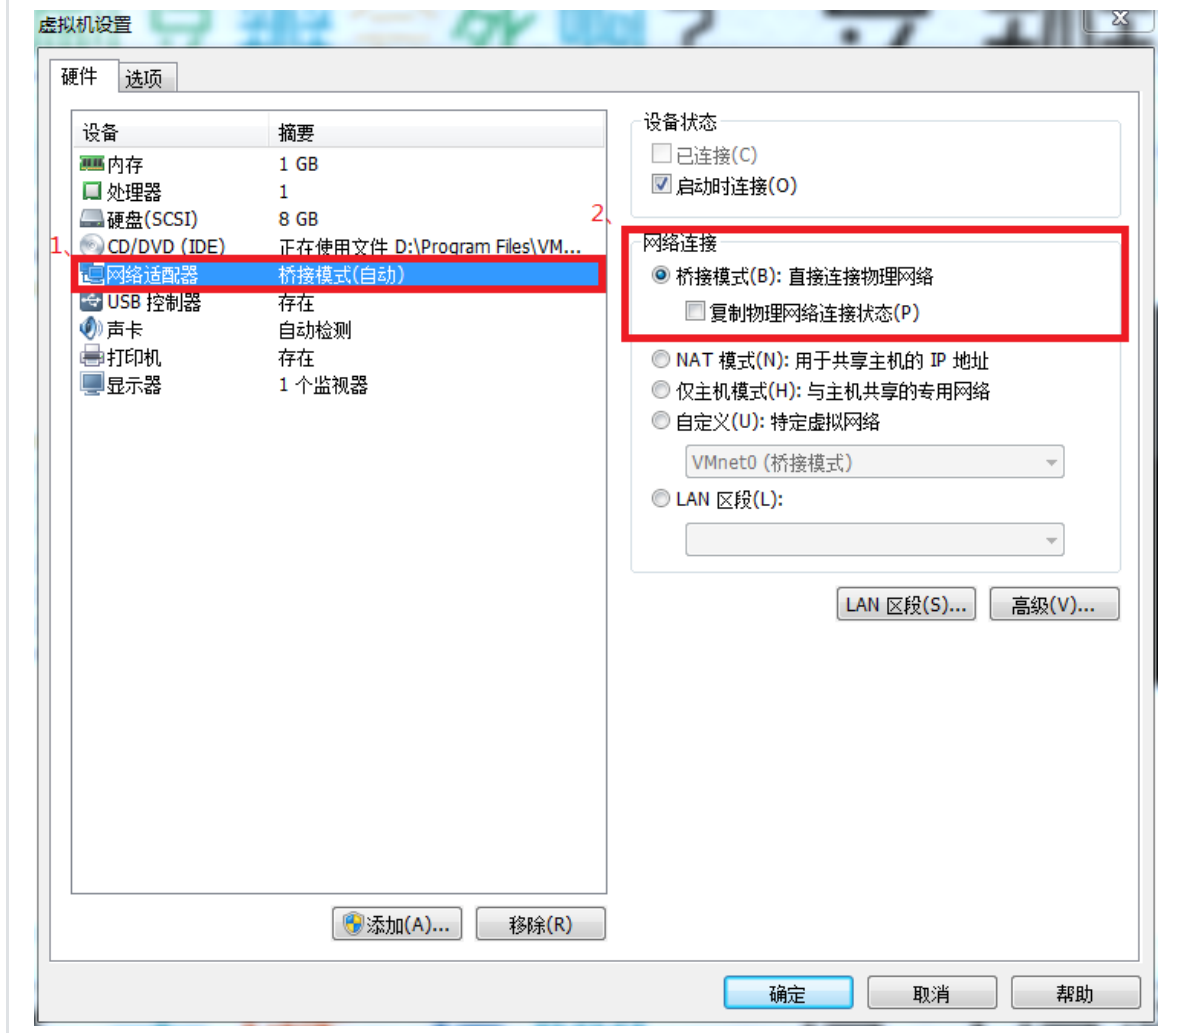 虚拟机设置
硬件 选项
设备 摘要
内存 1 GB
处理器 1
硬盘(SCSI) 8 GB
1、
CD/DVD (IDE) 正在使用文件 D:\Program Files\VM...
网络适配器 桥接模式(自动)
USB 控制器 存在
声卡 自动检测
打印机 存在
显示器 1 个监视器
添加(A)... 移除(R)
设备状态
已连接(C)
启动时连接(O)
2、
网络连接
桥接模式(B): 直接连接物理网络
复制物理网络连接状态(P)
NAT 模式(N): 用于共享主机的 IP 地址
仅主机模式(H): 与主机共享的专用网络
自定义(U): 特定虚拟网络
VMnet0 (桥接模式)
LAN 区段(L):
LAN 区段(S)... 高级(V)...
确定 取消 帮助